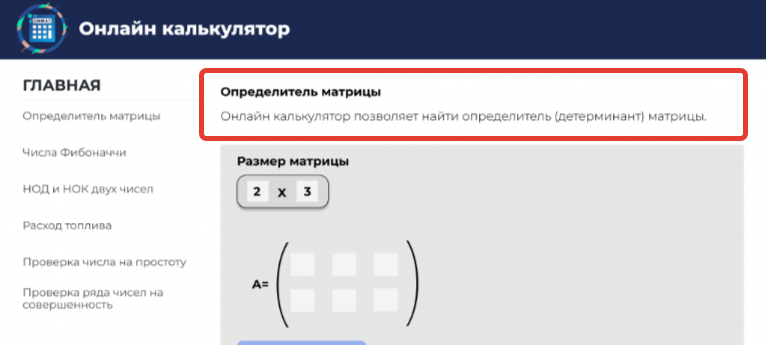 Онлайн калькулятор
ГЛАВНАЯ
Определитель матрицы
Числа Фибоначчи
НОД и НОК двух чисел
Расход топлива
Проверка числа на простоту
Проверка ряда чисел на
совершенность
Определитель матрицы
Онлайн калькулятор позволяет найти определитель (детерминант) матрицы.
Размер матрицы
2 X 3
A=